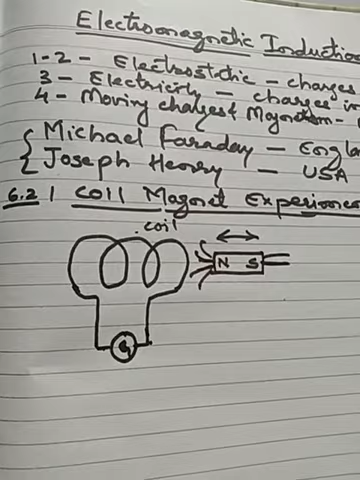 Electromagnetic Induction
1-2 - Electrostatic - charges
3 - Electricity - charges in
4 - Moving charges & Magnetism -
Michael Faraday - Engla
Joseph Henry - USA
6.2 | Coil Magnet Experimen
coil
N S
G